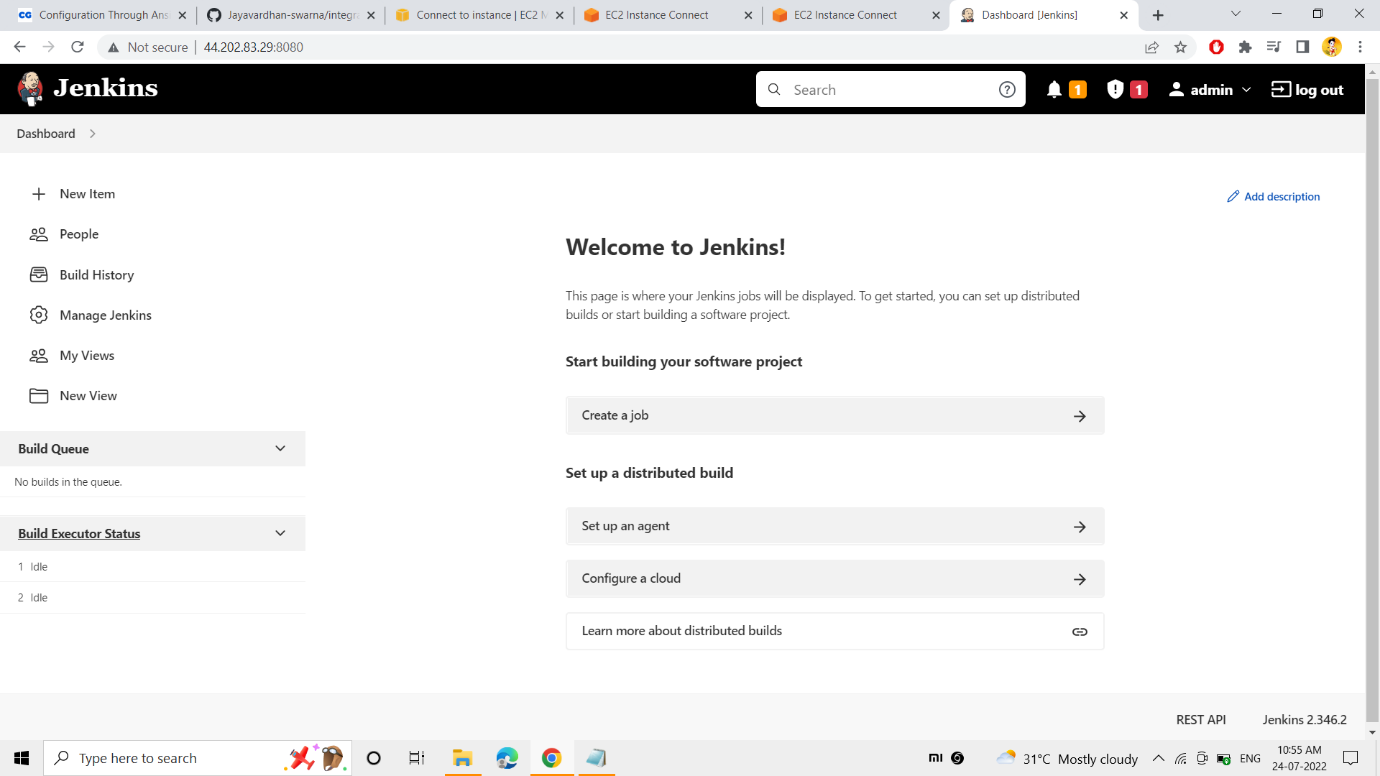 Configuration Through Ans
Jayavardhan-swarna/integra
Connect to instance | EC2 M
EC2 Instance Connect
EC2 Instance Connect
Dashboard [Jenkins]
Not secure
44.202.83.29:8080
Jenkins
Search
1
1
admin
log out
Dashboard
New Item
People
Build History
Manage Jenkins
My Views
New View
Build Queue
No builds in the queue.
Build Executor Status
1 Idle
2 Idle
Add description
Welcome to Jenkins!
This page is where your Jenkins jobs will be displayed. To get started, you can set up distributed
builds or start building a software project.
Start building your software project
Create a job
Set up a distributed build
Set up an agent
Configure a cloud
Learn more about distributed builds
REST API
Jenkins 2.346.2
Type here to search
31°C Mostly cloudy
ENG
10:55 AM
24-07-2022